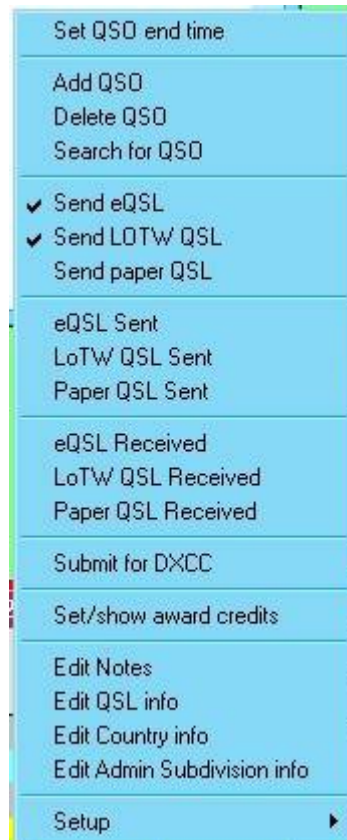 Set QSO end time
Add QSO
Delete QSO
Search for QSO
Send eQSL
Send LOTW QSL
Send paper QSL
eQSL Sent
LoTW QSL Sent
Paper QSL Sent
eQSL Received
LoTW QSL Received
Paper QSL Received
Submit for DXCC
Set/show award credits
Edit Notes
Edit QSL info
Edit Country info
Edit Admin Subdivision info
Setup